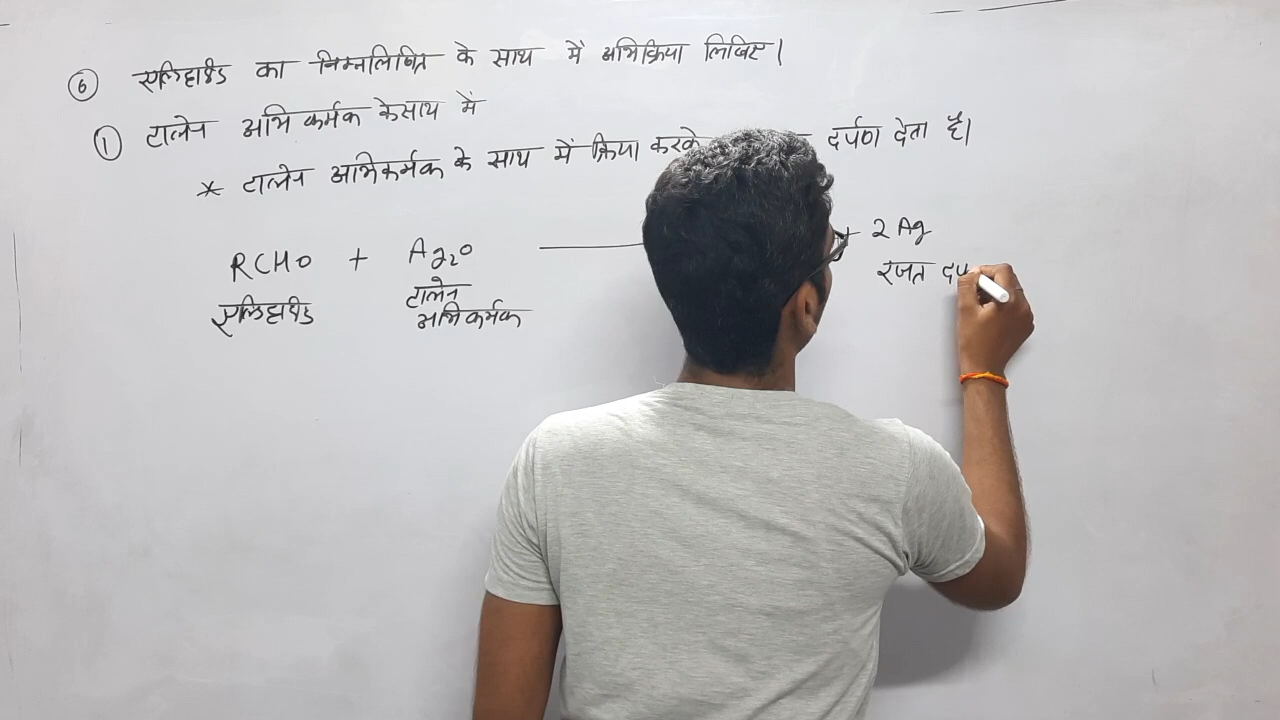 ⑥ एल्डिहाइड का निम्नलिखित के साथ में अभिक्रिया लिखिए।
① टालेन अभिकर्मक के साथ में
* टालेन अभिकर्मक के साथ में क्रिया करके दर्पण देता है।
RCHO + Ag₂O + 2Ag
एल्डिहाइड टालेन रजत
अभिकर्मक